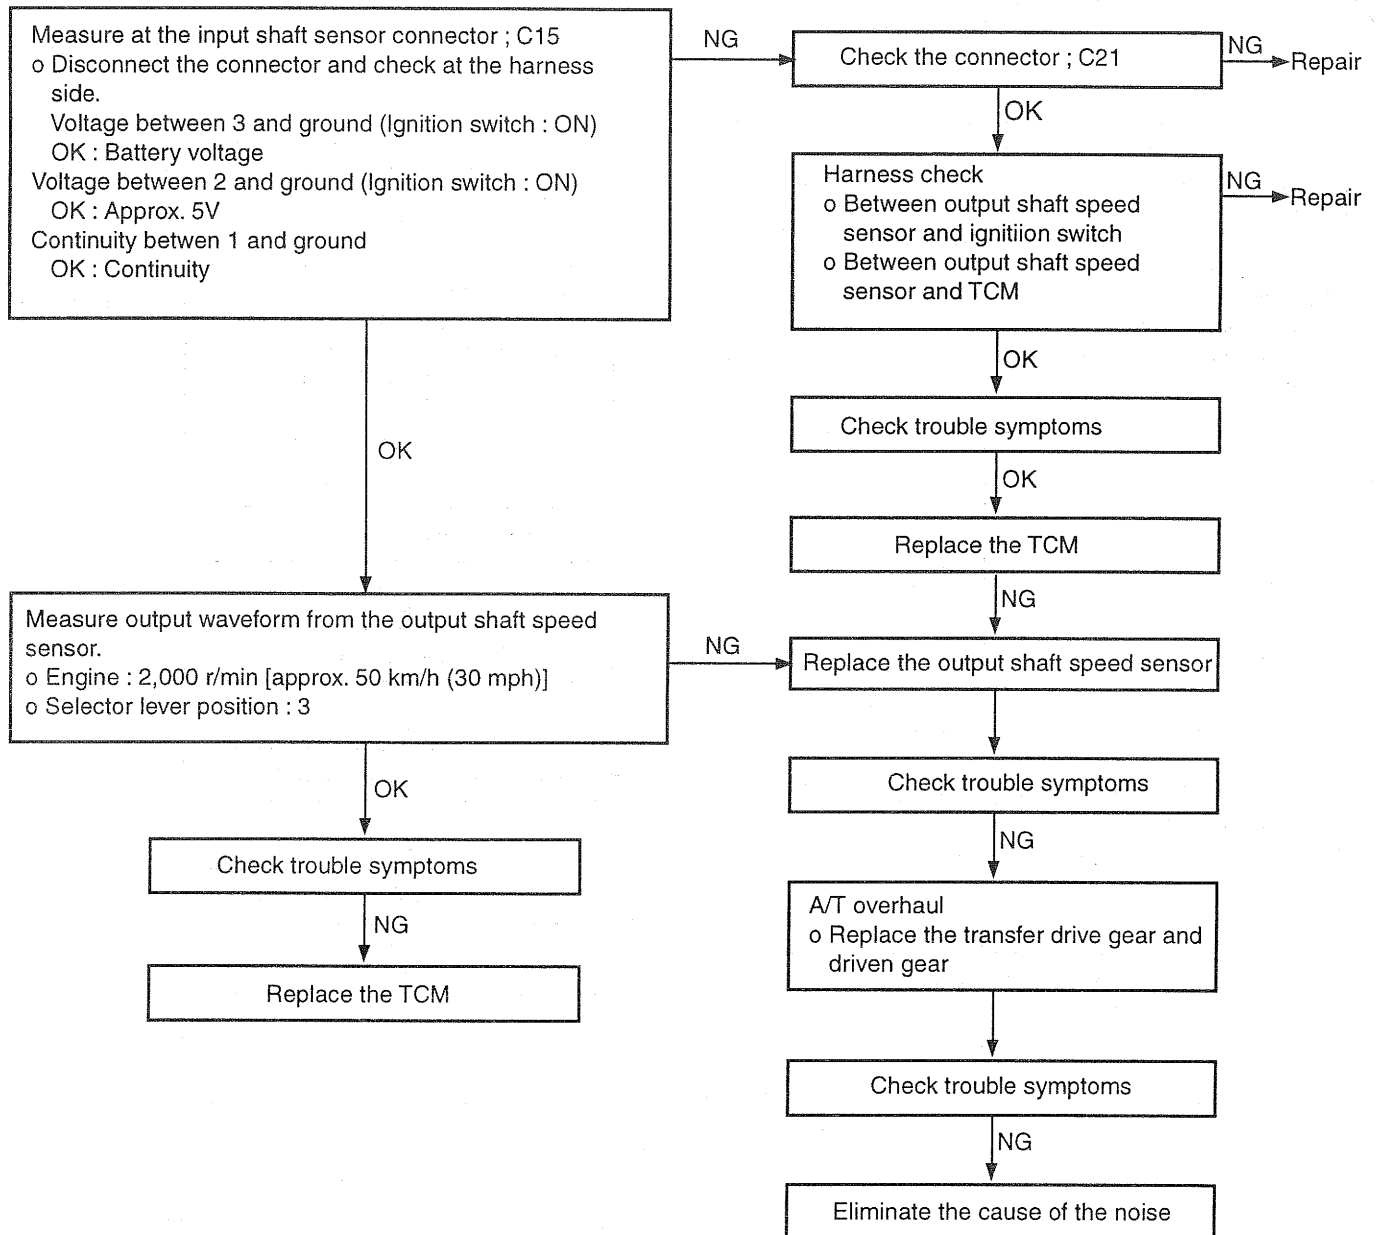 Measure at the input shaft sensor connector ; C15
o Disconnect the connector and check at the harness
side.
Voltage between 3 and ground (Ignition switch : ON)
OK : Battery voltage
Voltage between 2 and ground (Ignition switch : ON)
OK : Approx. 5V
Continuity betwen 1 and ground
OK : Continuity
NG
Check the connector ; C21
NG
Repair
OK
Harness check
o Between output shaft speed
sensor and ignitiion switch
o Between output shaft speed
sensor and TCM
NG
Repair
OK
Check trouble symptoms
OK
Replace the TCM
NG
OK
Measure output waveform from the output shaft speed
sensor.
o Engine : 2,000 r/min [approx. 50 km/h (30 mph)]
o Selector lever position : 3
NG
Replace the output shaft speed sensor
Check trouble symptoms
NG
A/T overhaul
o Replace the transfer drive gear and
driven gear
Check trouble symptoms
NG
Eliminate the cause of the noise
OK
Check trouble symptoms
NG
Replace the TCM